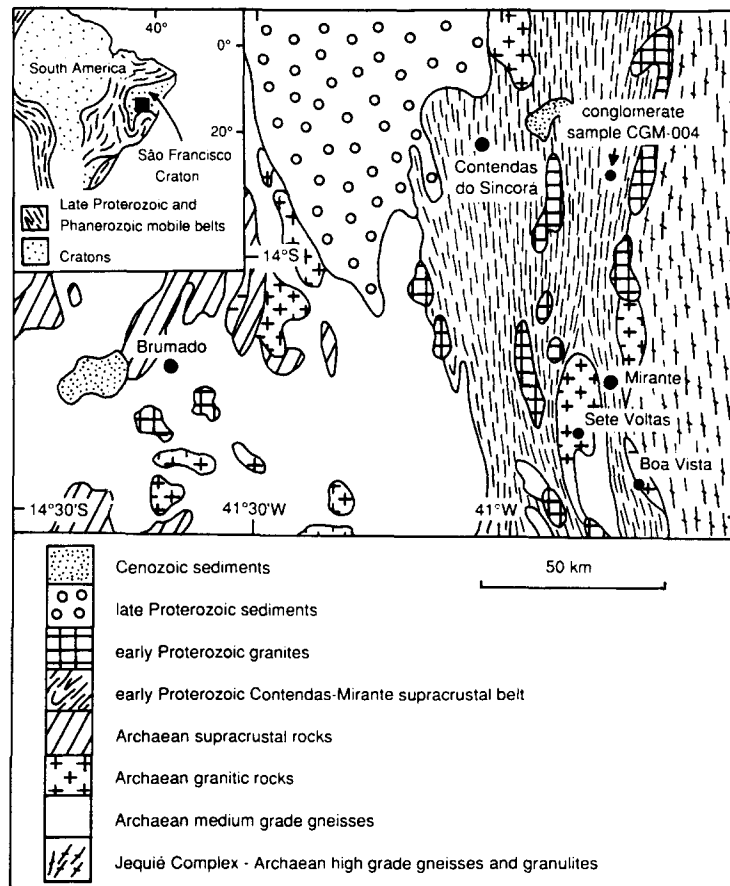 40°
0°
South America
20°
São Francisco
Craton
Late Proterozoic and
Phanerozoic mobile belts
Cratons
conglomerate
sample CGM-004
Contendas
do Sincorá
14°S
Brumado
Mirante
Sete Voltas
Boa Vista
14°30'S
41°30'W
41°W
50 km
Cenozoic sediments
late Proterozoic sediments
early Proterozoic granites
early Proterozoic Contendas-Mirante supracrustal belt
Archaean supracrustal rocks
Archaean granitic rocks
Archaean medium grade gneisses
Jequié Complex - Archaean high grade gneisses and granulites